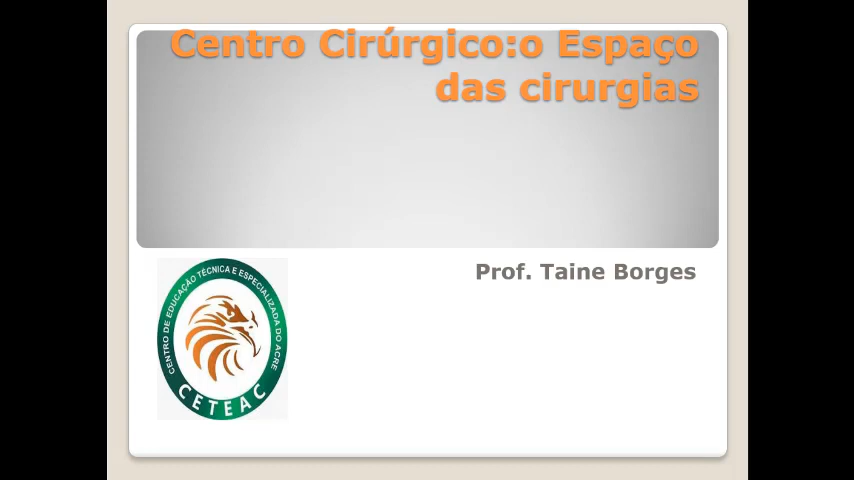 Centro Cirúrgico:o Espaço
das cirurgias
Prof. Taine Borges
CENTRO DE EDUCAÇÃO TÉCNICA E ESPECIALIZADA DO ACRE
CETEAC